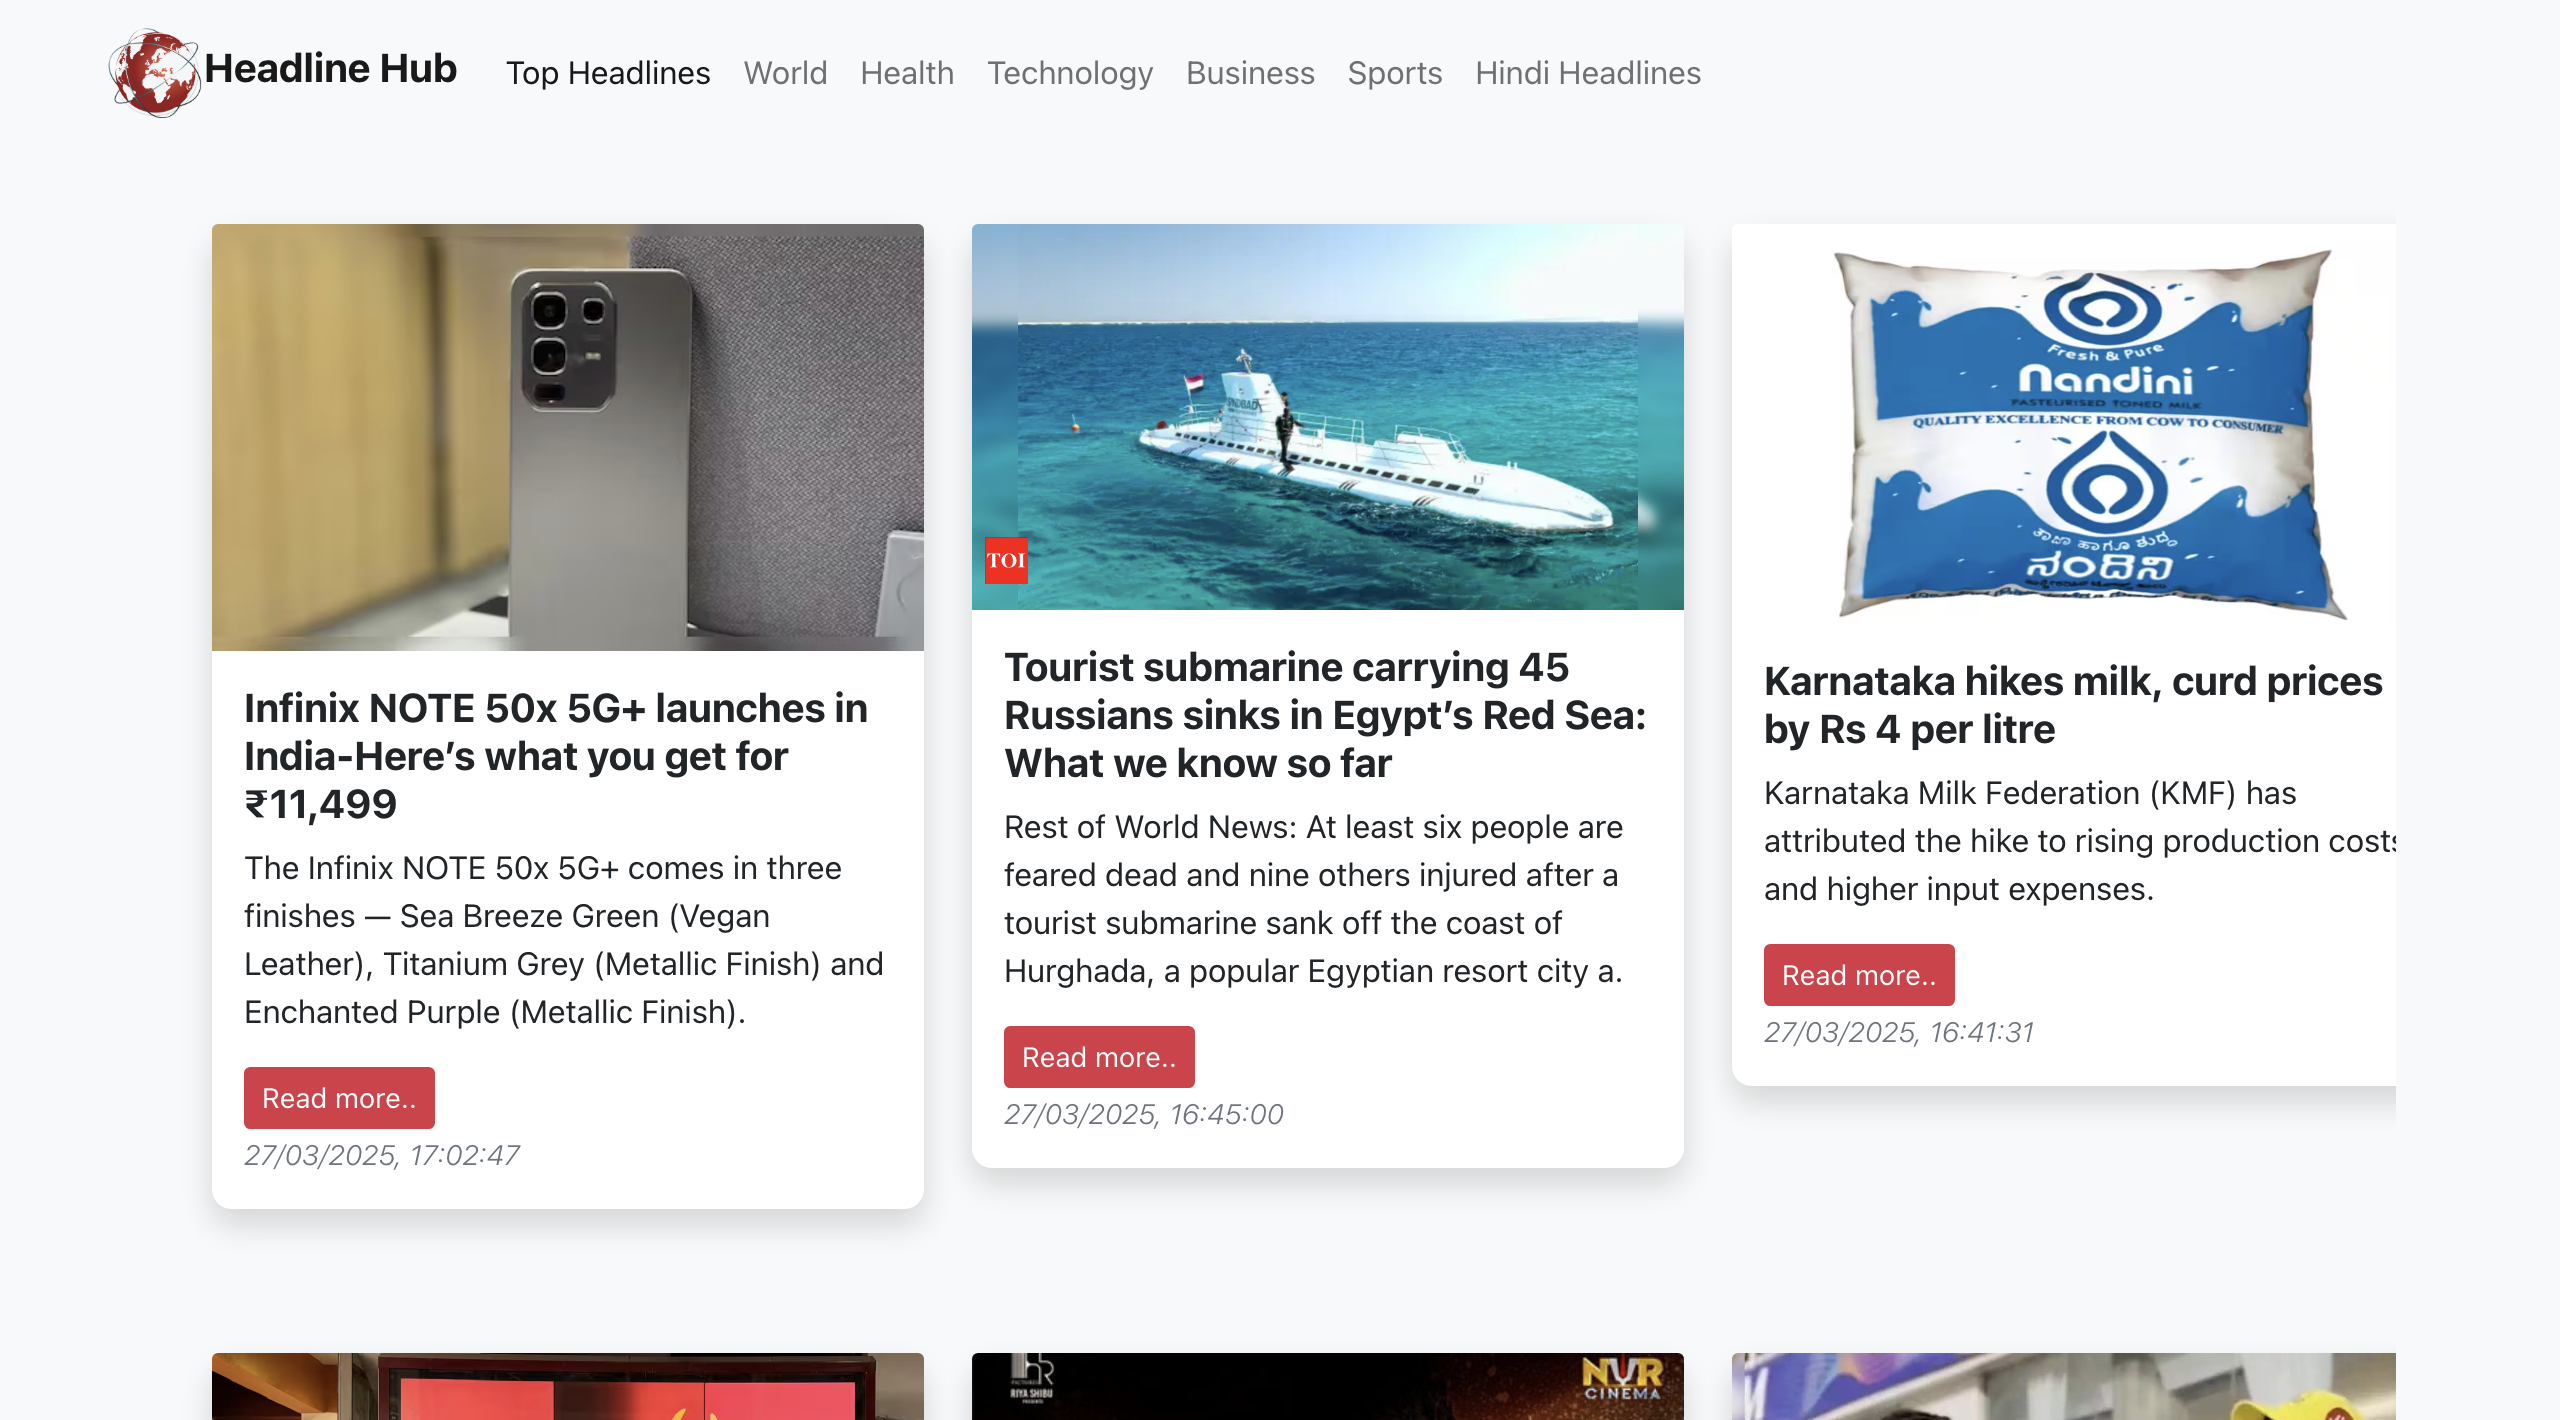 Headline Hub
Top Headlines
World
Health
Technology
Business
Sports
Hindi Headlines
Infinix NOTE 50x 5G+ launches in
India-Here’s what you get for
₹11,499
The Infinix NOTE 50x 5G+ comes in three
finishes — Sea Breeze Green (Vegan
Leather), Titanium Grey (Metallic Finish) and
Enchanted Purple (Metallic Finish).
Read more..
27/03/2025, 17:02:47
TOI
Tourist submarine carrying 45
Russians sinks in Egypt’s Red Sea:
What we know so far
Rest of World News: At least six people are
feared dead and nine others injured after a
tourist submarine sank off the coast of
Hurghada, a popular Egyptian resort city a.
Read more..
27/03/2025, 16:45:00
Fresh & Pure
Nandini
PASTEURISED TONED MILK
QUALITY EXCELLENCE FROM COW TO CONSUMER
ತಾಜಾ ಹಾಗೂ ಶುದ್ಧ
ನಂದಿನಿ
Karnataka hikes milk, curd prices
by Rs 4 per litre
Karnataka Milk Federation (KMF) has
attributed the hike to rising production costs
and higher input expenses.
Read more..
27/03/2025, 16:41:31
RIYA SHIBU
PRESENTS
NVR
CINEMA